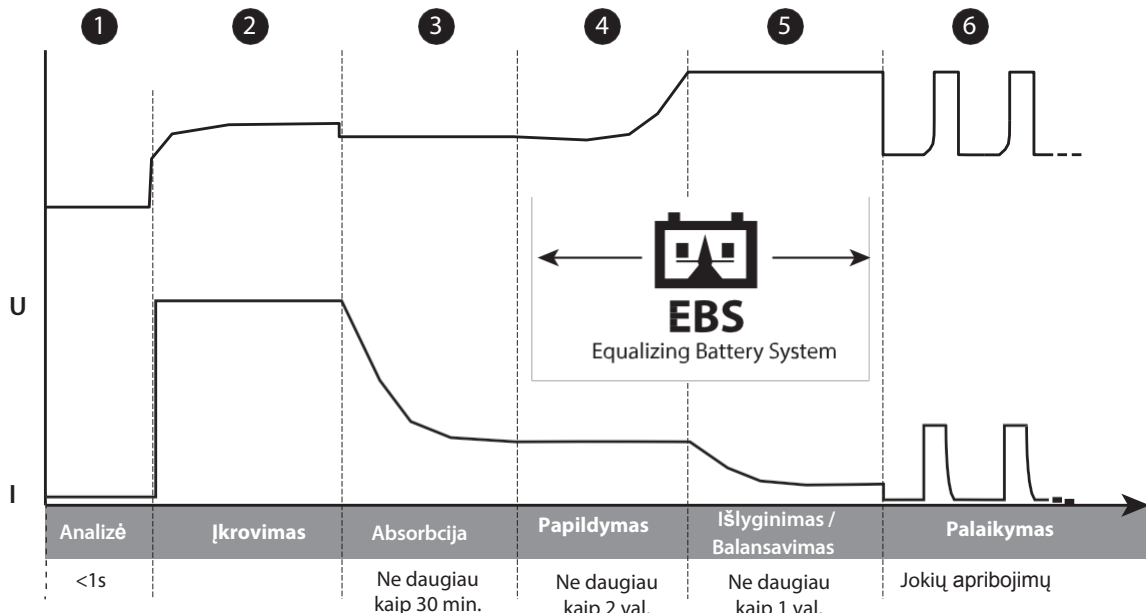 1 2 3 4 5 6
EBS
Equalizing Battery System
U
I
Analizė Įkrovimas Absorbcija Papildymas Išlyginimas / Balansavimas Palaikymas
<1s
Ne daugiau
kaip 30 min.
Ne daugiau
kaip 2 val.
Ne daugiau
kaip 1 val.
Jokių apribojimų